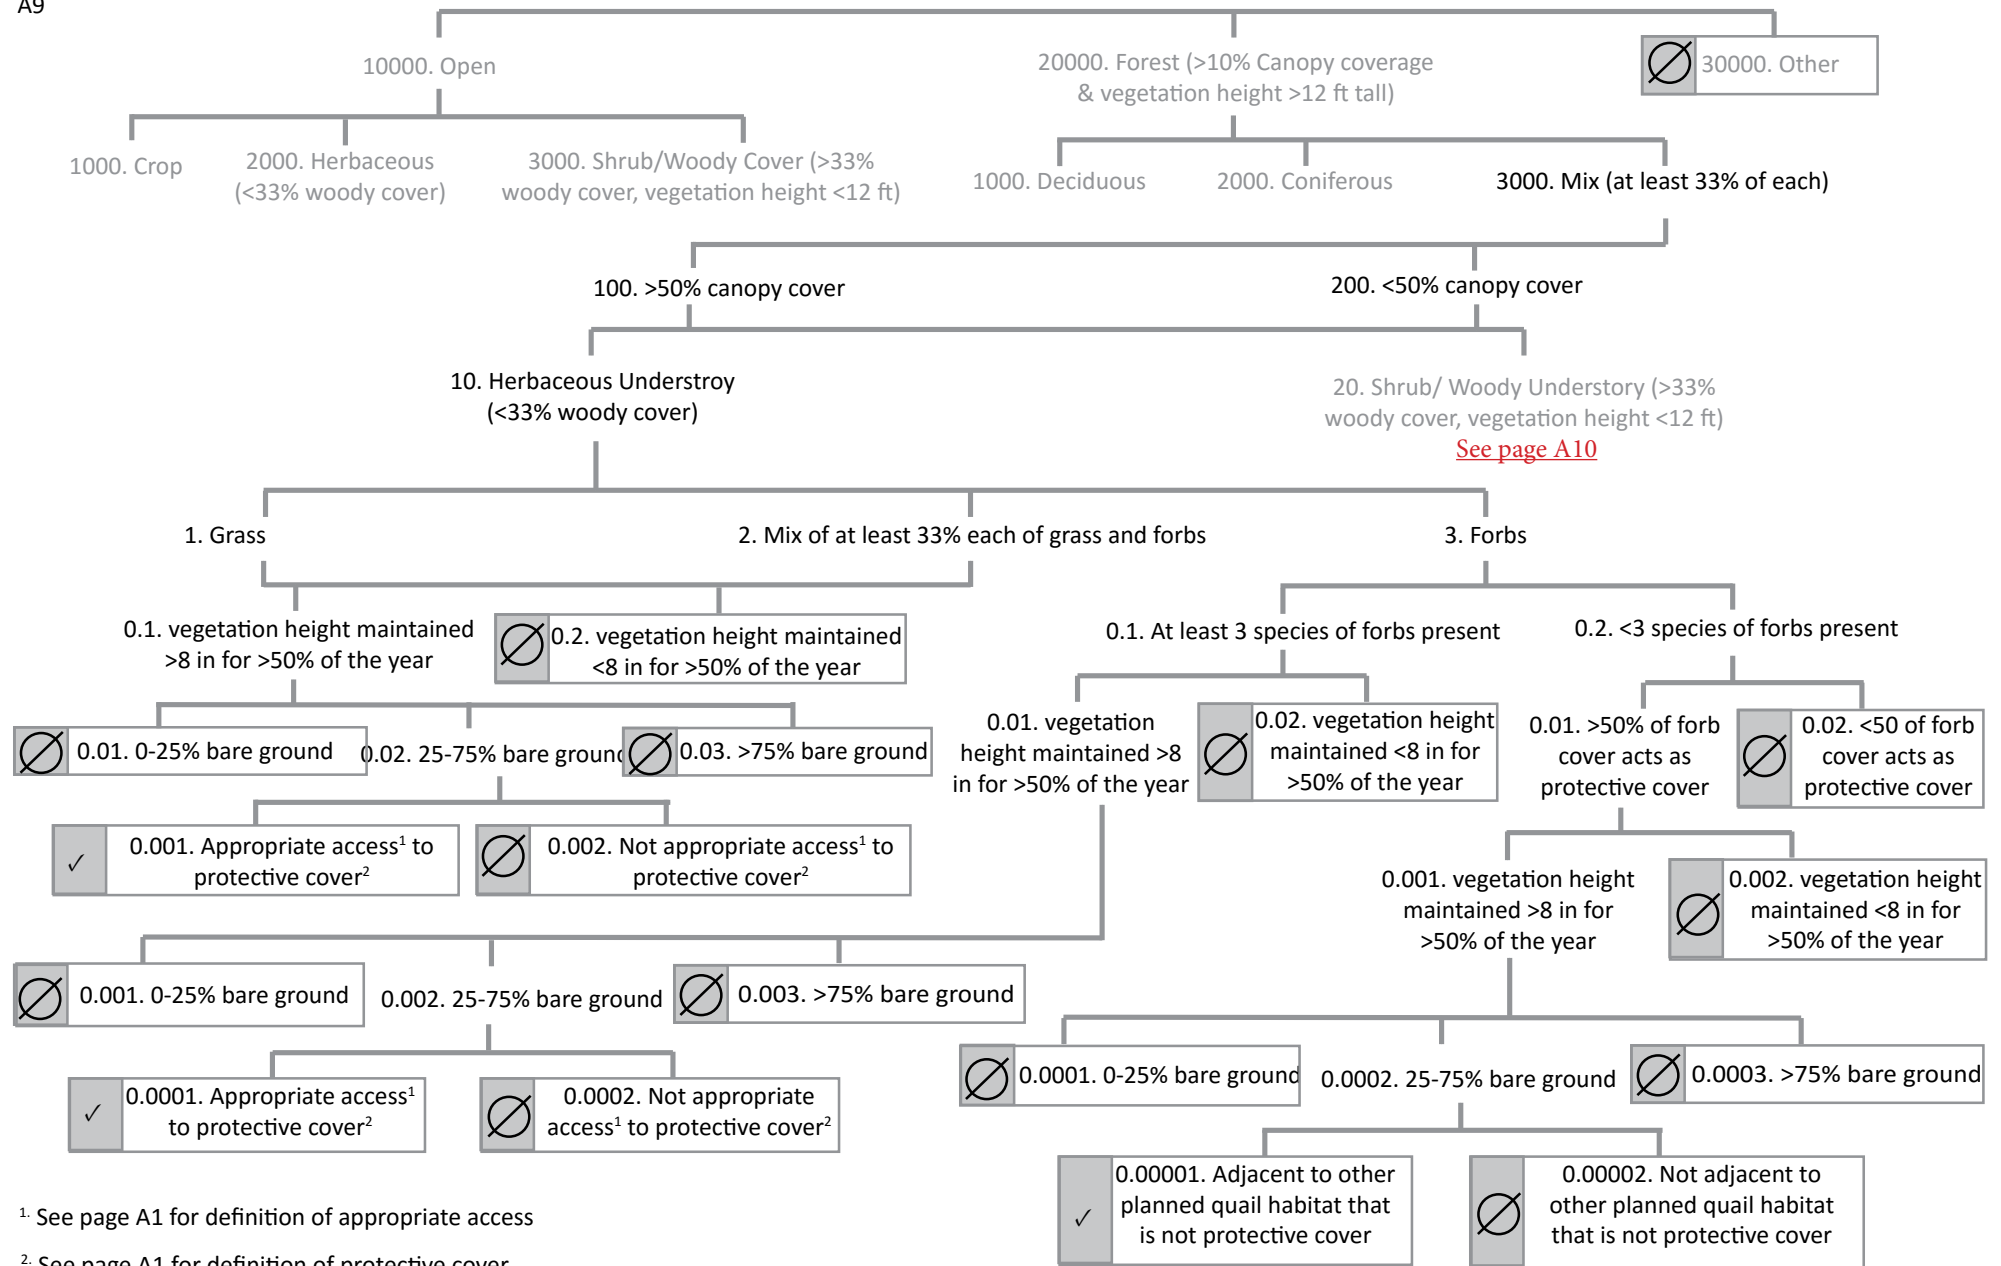 A9
10000. Open
20000. Forest (>10% Canopy coverage
& vegetation height >12 ft tall)
30000. Other
1000. Crop
2000. Herbaceous
(<33% woody cover)
3000. Shrub/Woody Cover (>33%
woody cover, vegetation height <12 ft)
1000. Deciduous
2000. Coniferous
3000. Mix (at least 33% of each)
100. >50% canopy cover
200. <50% canopy cover
10. Herbaceous Understroy
(<33% woody cover)
20. Shrub/ Woody Understory (>33%
woody cover, vegetation height <12 ft)
See page A10
1. Grass
2. Mix of at least 33% each of grass and forbs
3. Forbs
0.1. vegetation height maintained
>8 in for >50% of the year
0.2. vegetation height maintained
<8 in for >50% of the year
0.1. At least 3 species of forbs present
0.2. <3 species of forbs present
0.01. 0-25% bare ground
0.02. 25-75% bare ground
0.03. >75% bare ground
0.01. vegetation
height maintained >8
in for >50% of the year
0.02. vegetation height
maintained <8 in for
>50% of the year
0.01. >50% of forb
cover acts as
protective cover
0.02. <50 of forb
cover acts as
protective cover
✓
0.001. Appropriate access¹ to
protective cover²
0.002. Not appropriate access¹ to
protective cover²
0.001. vegetation height
maintained >8 in for
>50% of the year
0.002. vegetation height
maintained <8 in for
>50% of the year
0.001. 0-25% bare ground
0.002. 25-75% bare ground
0.003. >75% bare ground
0.0001. 0-25% bare ground
0.0002. 25-75% bare ground
0.0003. >75% bare ground
✓
0.0001. Appropriate access¹
to protective cover²
0.0002. Not appropriate
access¹ to protective cover²
✓
0.00001. Adjacent to other
planned quail habitat that
is not protective cover
0.00002. Not adjacent to
other planned quail habitat
that is not protective cover
1. See page A1 for definition of appropriate access
2. See page A1 for definition of protective cover